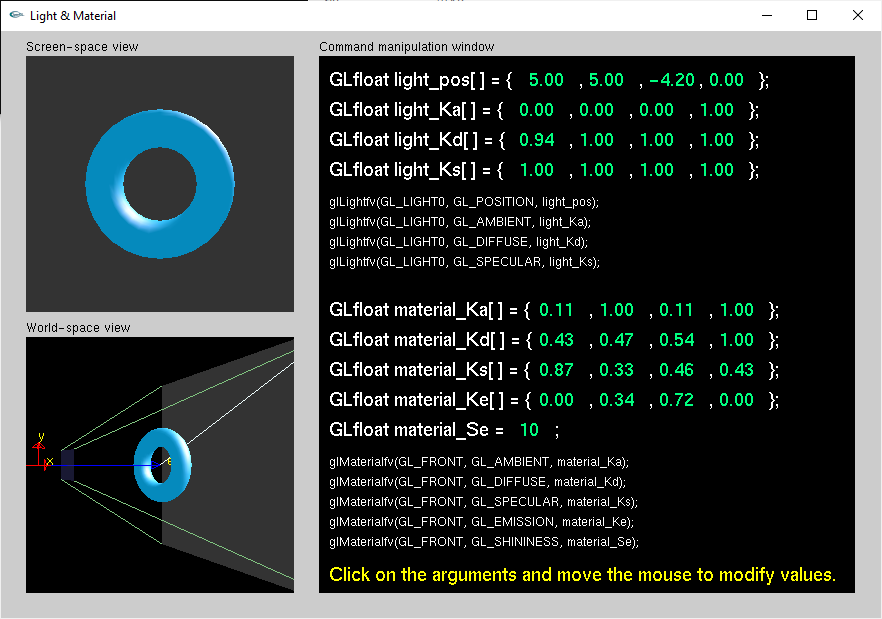 Light & Material
Screen-space view
World-space view
y
x
Command manipulation window
GLfloat light_pos[ ] = { 5.00 , 5.00 , -4.20 , 0.00 };
GLfloat light_Ka[ ] = { 0.00 , 0.00 , 0.00 , 1.00 };
GLfloat light_Kd[ ] = { 0.94 , 1.00 , 1.00 , 1.00 };
GLfloat light_Ks[ ] = { 1.00 , 1.00 , 1.00 , 1.00 };
glLightfv(GL_LIGHT0, GL_POSITION, light_pos);
glLightfv(GL_LIGHT0, GL_AMBIENT, light_Ka);
glLightfv(GL_LIGHT0, GL_DIFFUSE, light_Kd);
glLightfv(GL_LIGHT0, GL_SPECULAR, light_Ks);
GLfloat material_Ka[ ] = { 0.11 , 1.00 , 0.11 , 1.00 };
GLfloat material_Kd[ ] = { 0.43 , 0.47 , 0.54 , 1.00 };
GLfloat material_Ks[ ] = { 0.87 , 0.33 , 0.46 , 0.43 };
GLfloat material_Ke[ ] = { 0.00 , 0.34 , 0.72 , 0.00 };
GLfloat material_Se = 10 ;
glMaterialfv(GL_FRONT, GL_AMBIENT, material_Ka);
glMaterialfv(GL_FRONT, GL_DIFFUSE, material_Kd);
glMaterialfv(GL_FRONT, GL_SPECULAR, material_Ks);
glMaterialfv(GL_FRONT, GL_EMISSION, material_Ke);
glMaterialfv(GL_FRONT, GL_SHININESS, material_Se);
Click on the arguments and move the mouse to modify values.